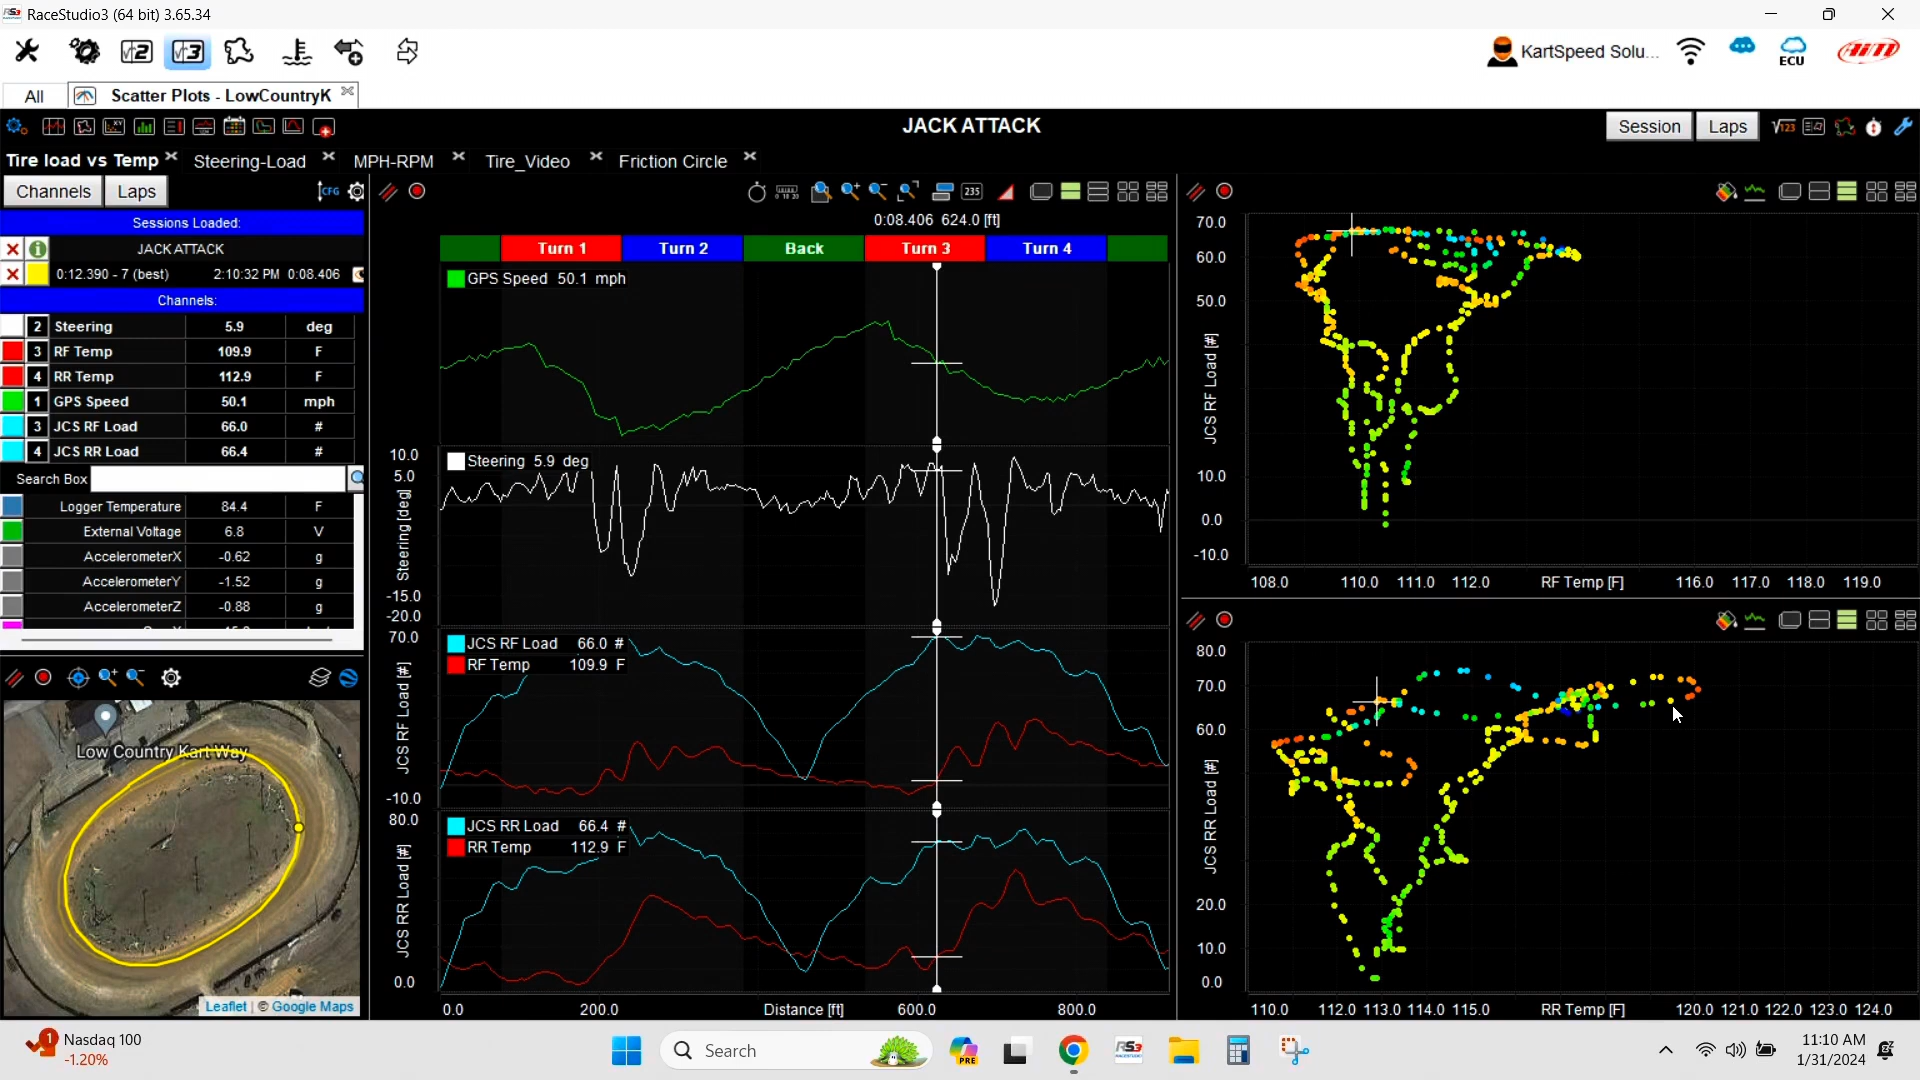 RaceStudio3 (64 bit) 3.65.34
KartSpeed Solu...
ECU
AiM
All
Scatter Plots - LowCountryK
JACK ATTACK
Session
Laps
Tire load vs Temp
Steering-Load
MPH-RPM
Tire_Video
Friction Circle
Channels
Laps
CFG
Sessions Loaded:
JACK ATTACK
0:12.390 - 7 (best) 2:10:32 PM 0:08.406
Channels:
2 Steering 5.9 deg
3 RF Temp 109.9 F
4 RR Temp 112.9 F
1 GPS Speed 50.1 mph
3 JCS RF Load 66.0 #
4 JCS RR Load 66.4 #
Search Box
Logger Temperature 84.4 F
External Voltage 6.8 V
AccelerometerX -0.62 g
AccelerometerY -1.52 g
AccelerometerZ -0.88 g
Low Country Kart Way
Leaflet | © Google Maps
235
0:08.406 624.0 [ft]
Turn 1 Turn 2 Back Turn 3 Turn 4
GPS Speed 50.1 mph
10.0
5.0
-15.0
-20.0
Steering [deg]
Steering 5.9 deg
70.0
-10.0
JCS RF Load [#]
JCS RF Load 66.0 #
RF Temp 109.9 F
80.0
0.0
JCS RR Load [#]
JCS RR Load 66.4 #
RR Temp 112.9 F
0.0 200.0 Distance [ft] 600.0 800.0
70.0
60.0
50.0
10.0
0.0
-10.0
JCS RF Load [#]
108.0 110.0 111.0 112.0 RF Temp [F] 116.0 117.0 118.0 119.0
80.0
70.0
60.0
20.0
10.0
0.0
JCS RR Load [#]
110.0 112.0 113.0 114.0 115.0 RR Temp [F] 120.0 121.0 122.0 123.0 124.0
1
Nasdaq 100
-1.20%
Search
PRE
RS3
11:10 AM
1/31/2024